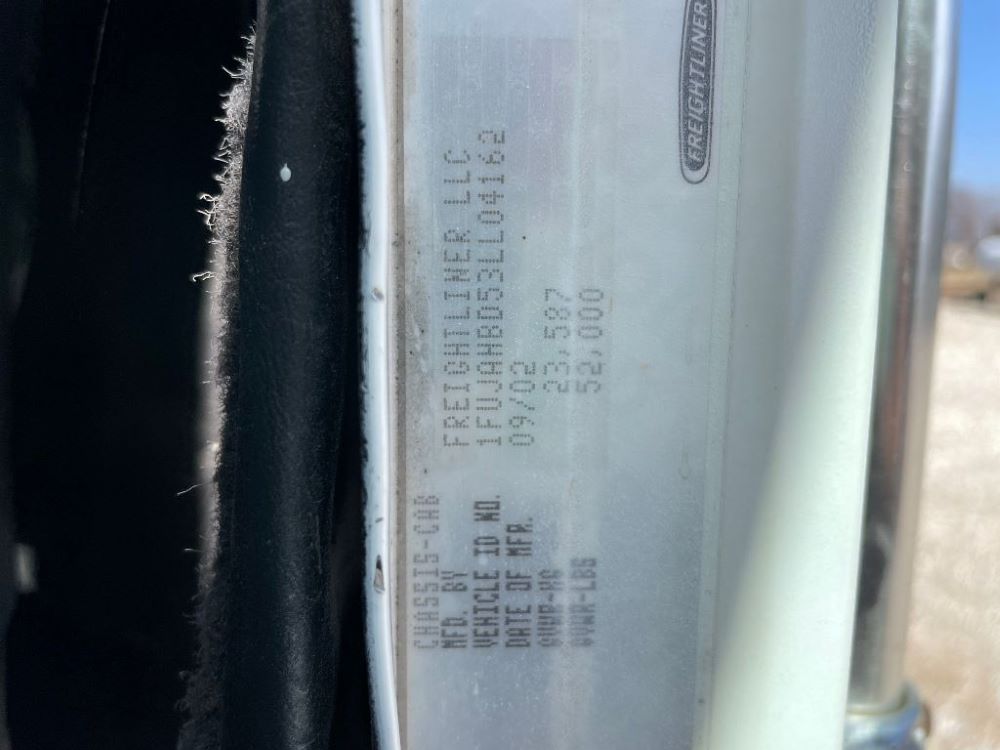 FREIGHTLINER
CHASSIS-CAB
MFD. BY FREIGHTLINER LLC
VEHICLE ID NO. 1FUJAHBD53LL04162
DATE OF MFR. 09/02
GVWR-KG 23,587
GVWR-LBS 52,000